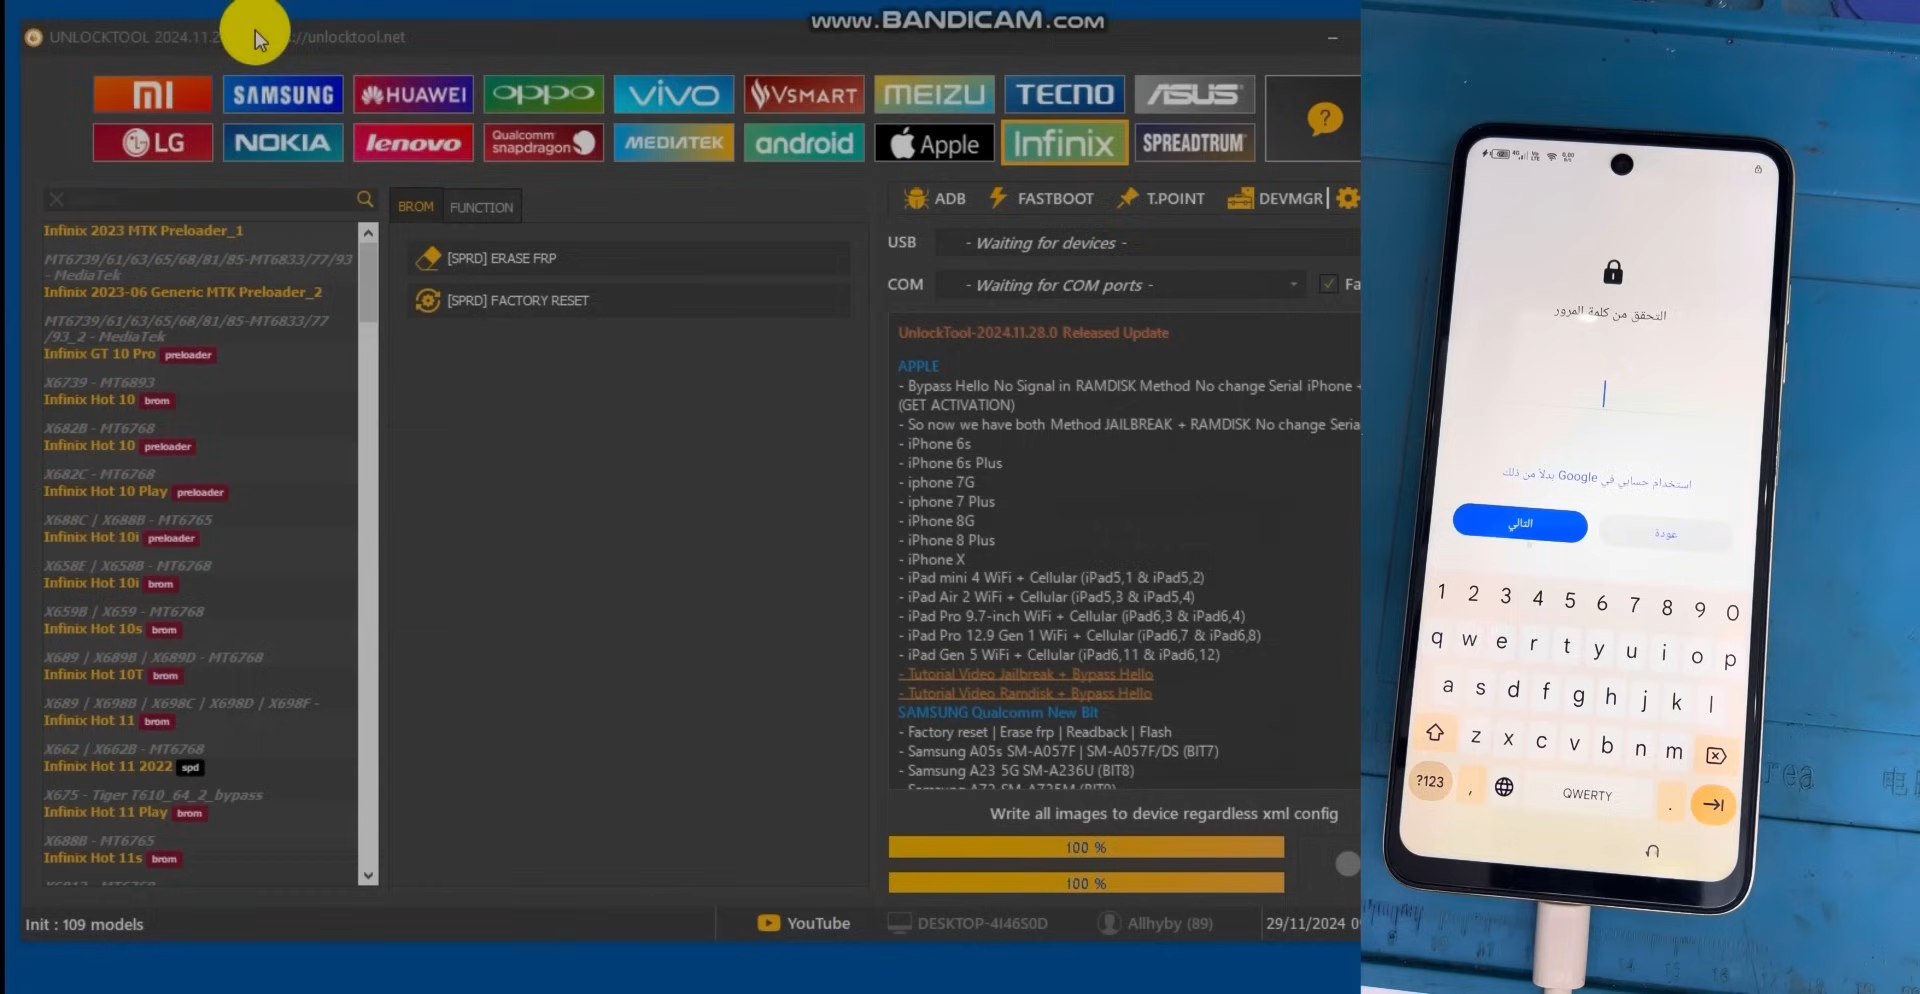 www.BANDICAM.com
UNLOCKTOOL 2024.11.2
://unlocktool.net
mi
SAMSUNG
HUAWEI
oppo
vivo
VSMART
MEIZU
TECNO
ASUS
LG
NOKIA
lenovo
Qualcomm
snapdragon
MEDIATEK
android
Apple
Infinix
SPREADTRUM
Infinix 2023 MTK Preloader_1
MT6739/61/63/65/68/81/85-MT6833/77/93
- MediaTek
Infinix 2023-06 Generic MTK Preloader_2
MT6739/61/63/65/68/81/85-MT6833/77
/93_2 - MediaTek
Infinix GT 10 Pro preloader
X6739 - MT6893
Infinix Hot 10 brom
X682B - MT6768
Infinix Hot 10 preloader
X682C - MT6768
Infinix Hot 10 Play preloader
X688C | X688B - MT6765
Infinix Hot 10i preloader
X658E | X658B - MT6768
Infinix Hot 10i brom
X659B | X659 - MT6768
Infinix Hot 10s brom
X689 | X689B | X689D - MT6768
Infinix Hot 10T brom
X689 | X698B | X698C | X698D | X698F -
Infinix Hot 11 brom
X662 | X662B - MT6768
Infinix Hot 11 2022 spd
X675 - Tiger T610_64_2_bypass
Infinix Hot 11 Play brom
X688B - MT6765
Infinix Hot 11s brom
BROM
FUNCTION
[SPRD] ERASE FRP
[SPRD] FACTORY RESET
ADB
FASTBOOT
T.POINT
DEVMGR
USB
- Waiting for devices -
COM
- Waiting for COM ports -
Fa
UnlockTool-2024.11.28.0 Released Update
APPLE
- Bypass Hello No Signal in RAMDISK Method No change Serial iPhone +
(GET ACTIVATION)
- So now we have both Method JAILBREAK + RAMDISK No change Seria
- iPhone 6s
- iPhone 6s Plus
- iphone 7G
- iphone 7 Plus
- iPhone 8G
- iPhone 8 Plus
- iPhone X
- iPad mini 4 WiFi + Cellular (iPad5,1 & iPad5,2)
- iPad Air 2 WiFi + Cellular (iPad5,3 & iPad5,4)
- iPad Pro 9.7-inch WiFi + Cellular (iPad6,3 & iPad6,4)
- iPad Pro 12.9 Gen 1 WiFi + Cellular (iPad6,7 & iPad6,8)
- iPad Gen 5 WiFi + Cellular (iPad6,11 & iPad6,12)
- Tutorial Video Jailbreak + Bypass Hello
- Tutorial Video Ramdisk + Bypass Hello
SAMSUNG Qualcomm New Bit
- Factory reset | Erase frp | Readback | Flash
- Samsung A05s SM-A057F | SM-A057F/DS (BIT7)
- Samsung A23 5G SM-A236U (BIT8)
Write all images to device regardless xml config
100 %
100 %
Init : 109 models
YouTube
DESKTOP-4I46S0D
Allhyby (89)
29/11/2024 0
التحقق من كلمة المرور
استخدام حسابي في Google بدلاً من ذلك
التالي
عودة
1 2 3 4 5 6 7 8 9 0
q w e r t y u i o p
a s d f g h j k l
z x c v b n m
?123 , QWERTY .
rea